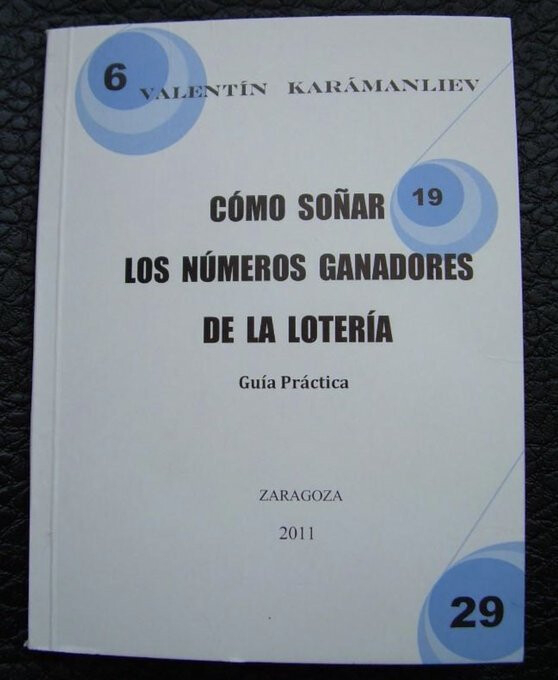 6 VALENTÍN KARÁMANLIEV
CÓMO SOÑAR 19
LOS NÚMEROS GANADORES
DE LA LOTERÍA
Guía Práctica
ZARAGOZA
2011
29